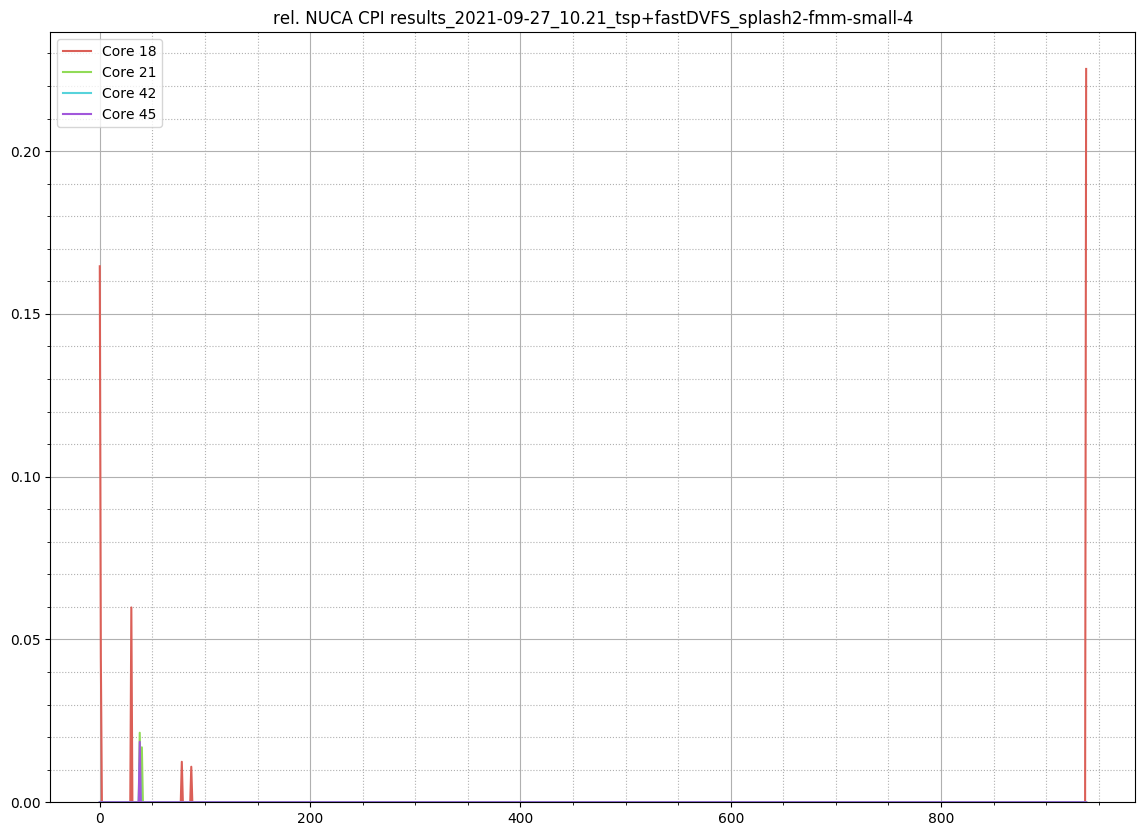 rel. NUCA CPI results_2021-09-27_10.21_tsp+fastDVFS_splash2-fmm-small-4
Core 18
Core 21
Core 42
Core 45
0.20
0.15
0.10
0.05
0.00
0 200 400 600 800